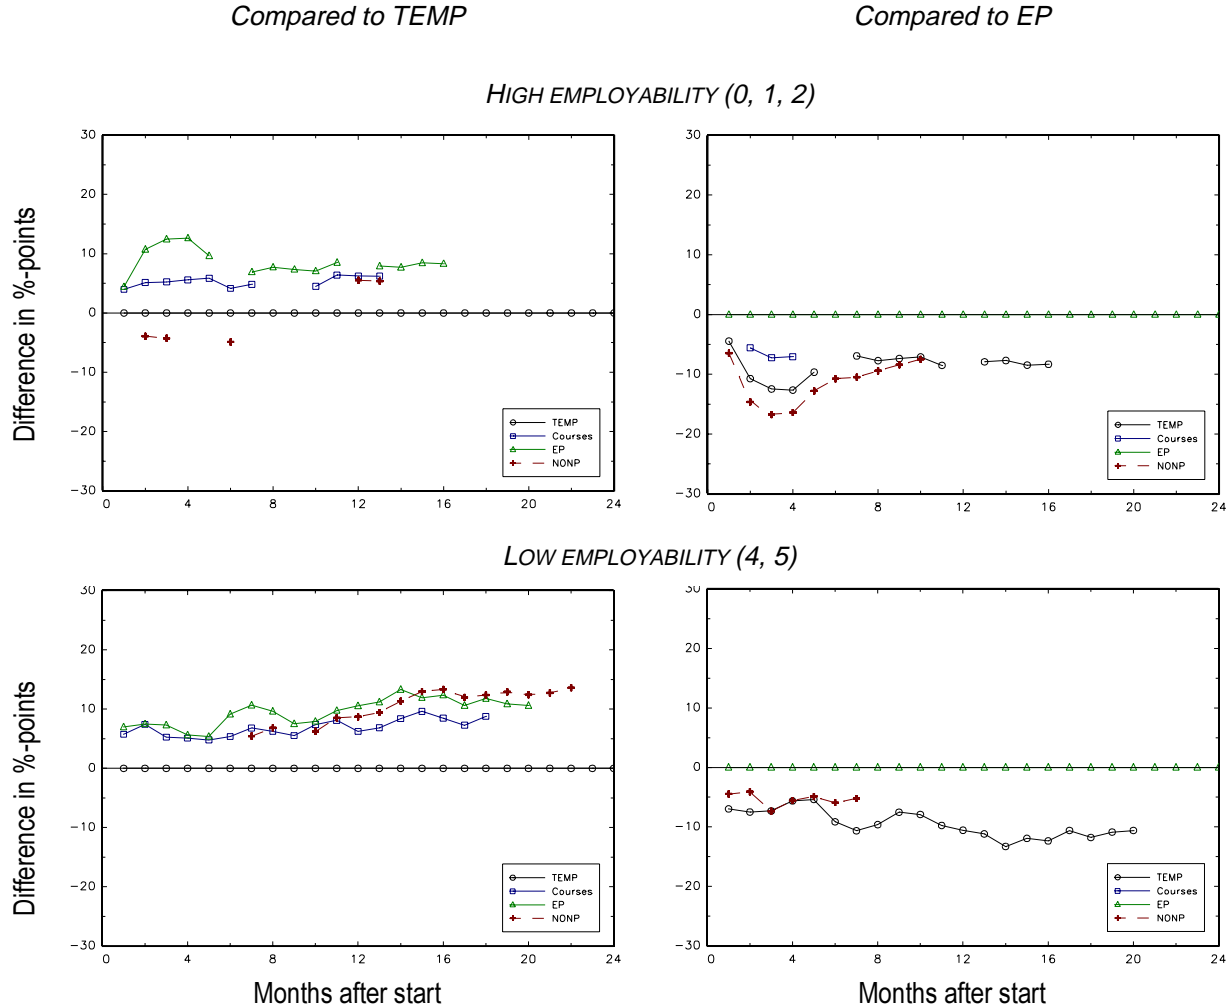 Compared to TEMP
Compared to EP
HIGH EMPLOYABILITY (0, 1, 2)
Difference in %-points
30
20
10
0
−10
−20
−30
0 4 8 12 16 20 24
TEMP
Courses
EP
NONP
30
20
10
0
−10
−20
−30
0 4 8 12 16 20 24
TEMP
Courses
EP
NONP
LOW EMPLOYABILITY (4, 5)
Difference in %-points
30
20
10
0
−10
−20
−30
0 4 8 12 16 20 24
TEMP
Courses
EP
NONP
Months after start
30
20
10
0
−10
−20
−30
0 4 8 12 16 20 24
TEMP
Courses
EP
NONP
Months after start